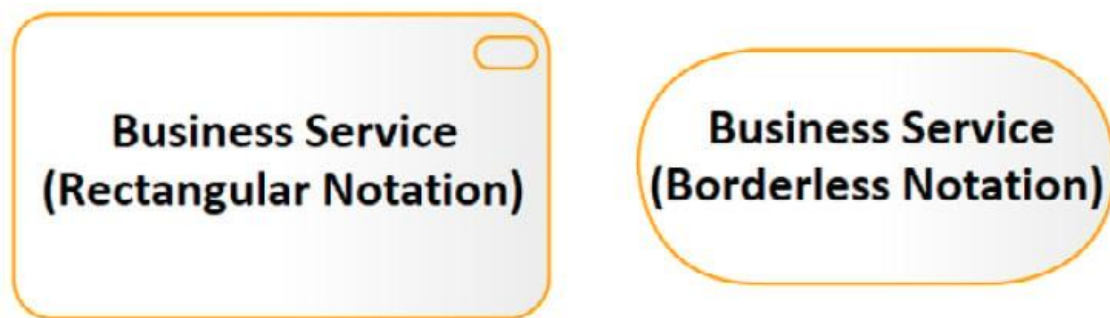 Business Service
(Rectangular Notation)
Business Service
(Borderless Notation)